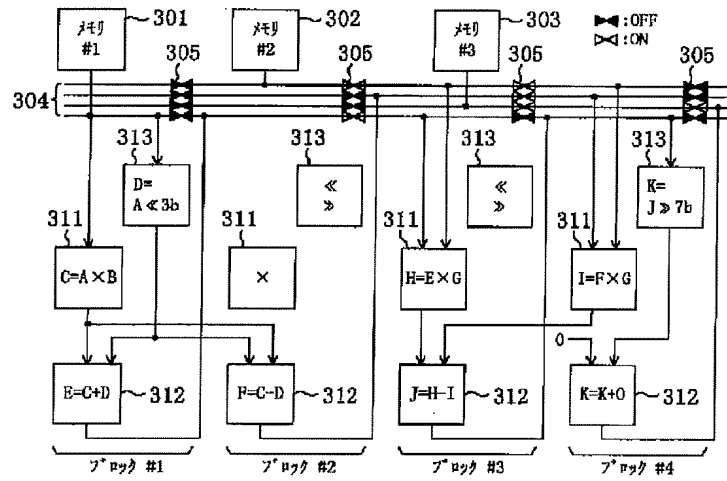 301
302
303
メモリ
#1
メモリ
#2
メモリ
#3
:OFF
:ON
305
305
305
305
304
313
313
313
313
D=
A≪3b
≪
≫
≪
≫
K=
J≫7b
311
311
311
311
C=A×B
×
H=E×G
I=F×G
0
E=C+D
312
F=C-D
312
J=H-I
312
K=K+0
312
ブロック #1
ブロック #2
ブロック #3
ブロック #4